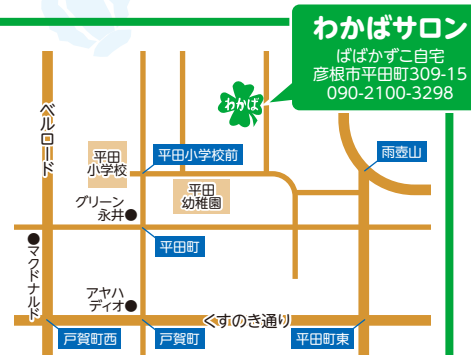 わかばサロン
ばばかずこ自宅
彦根市平田町309-15
090-2100-3298
わかば
ベルロード
平田
小学校
平田小学校前
雨壺山
平田
幼稚園
グリーン
永井
平田町
マクドナルド
アヤハ
ディオ
くすのき通り
戸賀町西
戸賀町
平田町東